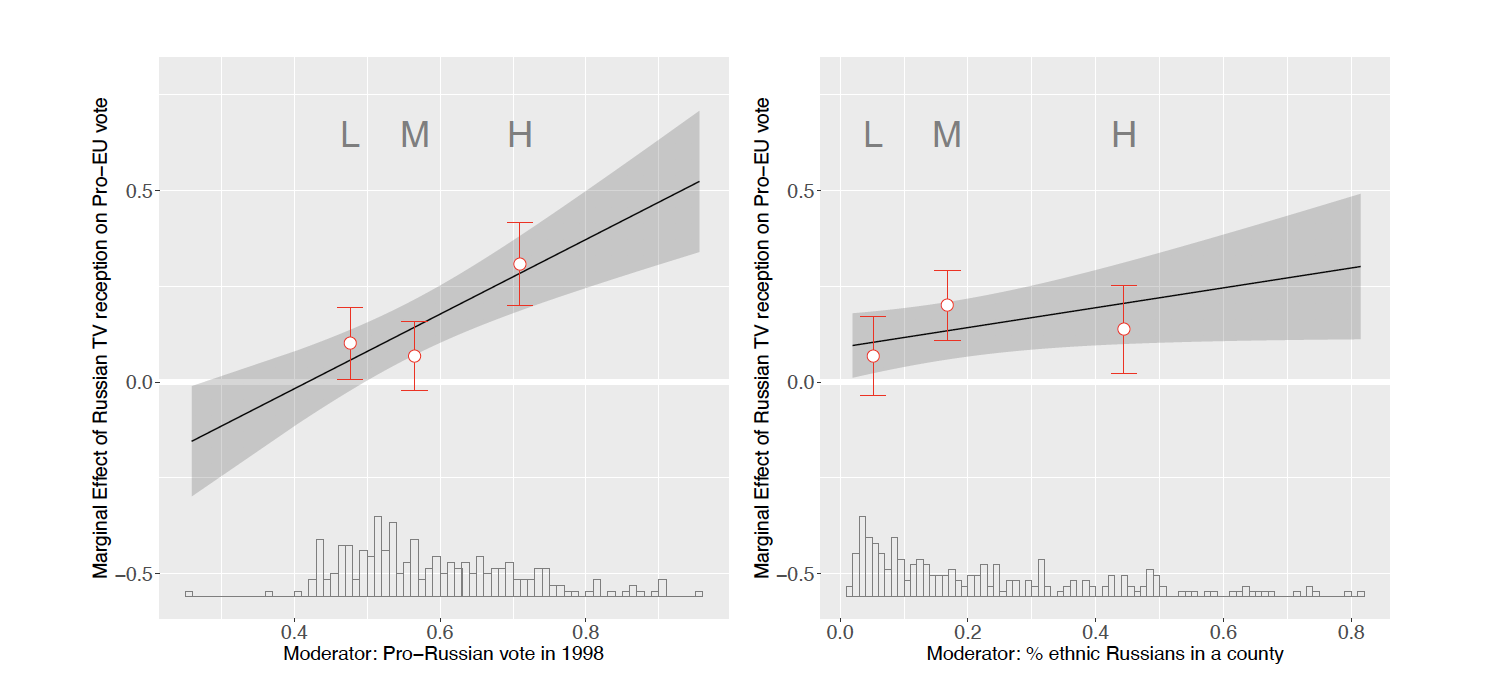 Marginal Effect of Russian TV reception on Pro−EU vote
L M H
0.5
0.0
−0.5
0.4 0.6 0.8
Moderator: Pro−Russian vote in 1998
Marginal Effect of Russian TV reception on Pro−EU vote
L M H
0.5
0.0
−0.5
0.0 0.2 0.4 0.6 0.8
Moderator: % ethnic Russians in a county